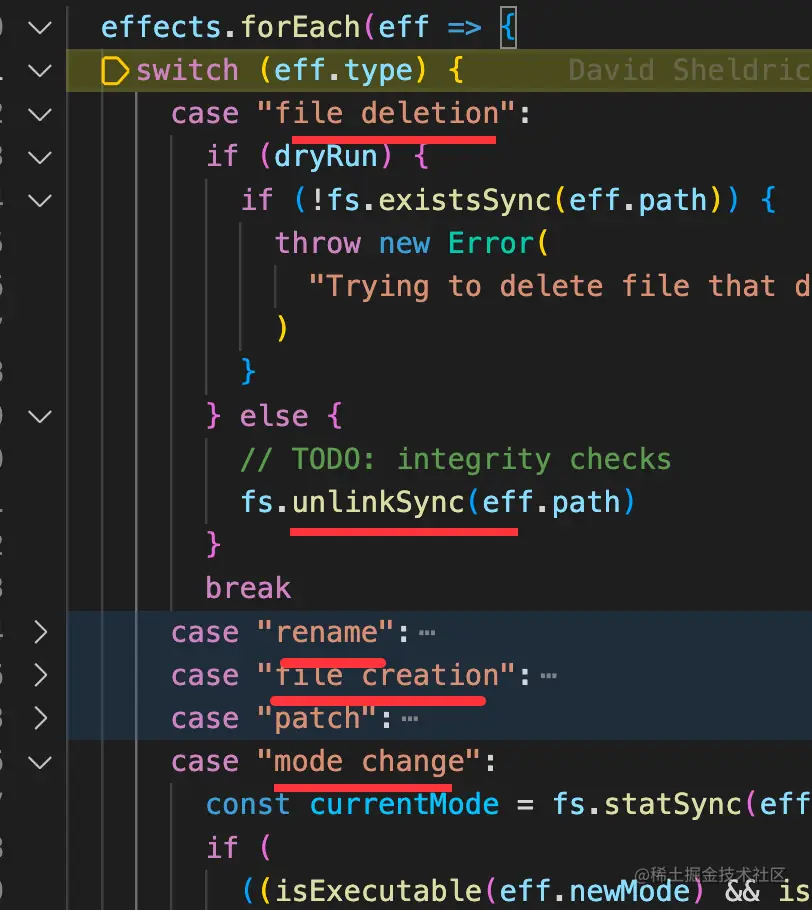 effects.forEach(eff => {
switch (eff.type) { David Sheldric
case "file deletion":
if (dryRun) {
if (!fs.existsSync(eff.path)) {
throw new Error(
"Trying to delete file that d
)
}
} else {
// TODO: integrity checks
fs.unlinkSync(eff.path)
}
break
case "rename": ⋯
case "file creation": ⋯
case "patch": ⋯
case "mode change":
const currentMode = fs.statSync(eff
if (
((isExecutable(eff.newMode) && is
@稀土掘金技术社区